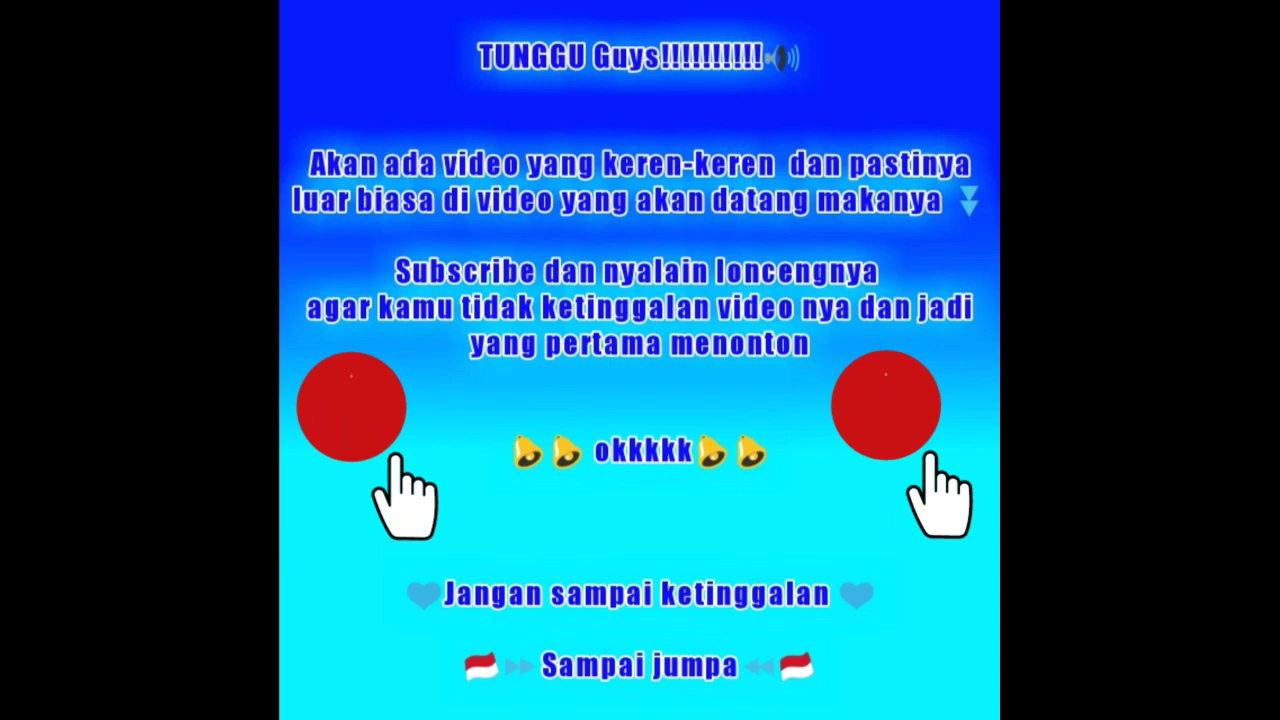 TUNGGU Guys!!!!!!!!!!🔊
Akan ada video yang keren-keren dan pastinya
luar biasa di video yang akan datang makanya ⏬
Subscribe dan nyalain loncengnya
agar kamu tidak ketinggalan video nya dan jadi
yang pertama menonton
🔔🔔 okkkkk🔔🔔
💙Jangan sampai ketinggalan 💙
🇮🇩⏩Sampai jumpa⏪🇮🇩